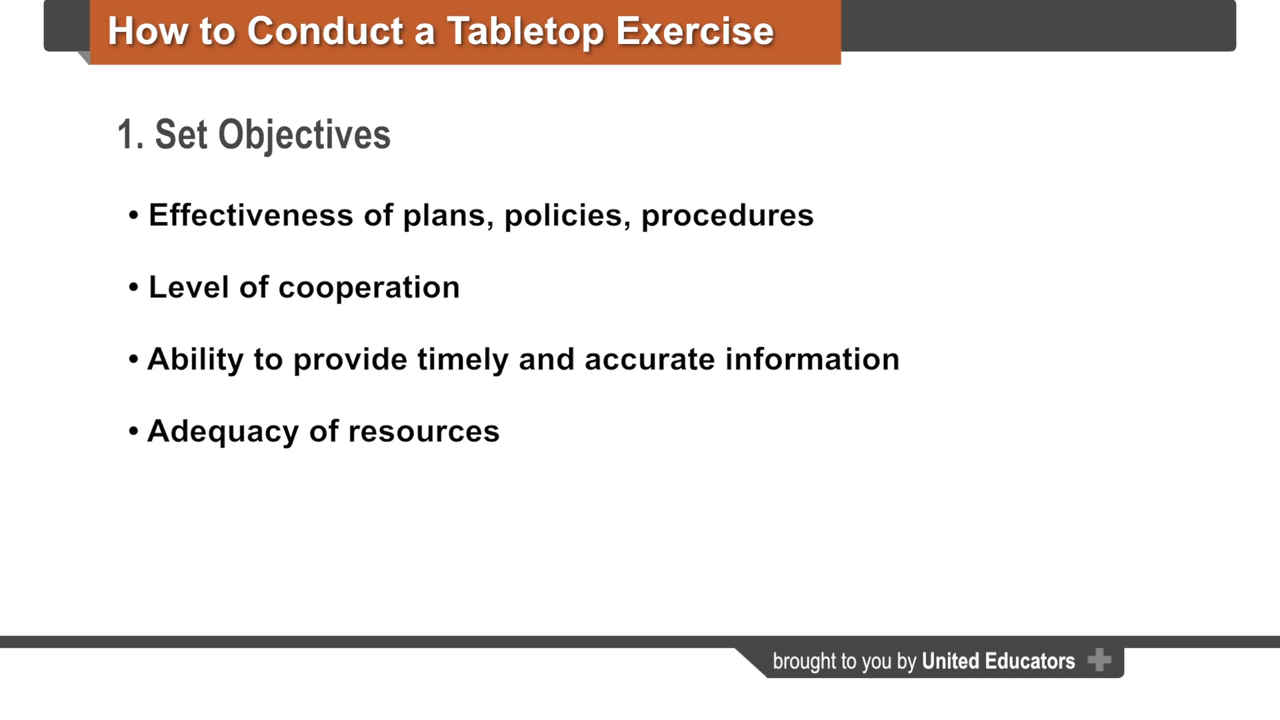 How to Conduct a Tabletop Exercise
1. Set Objectives
• Effectiveness of plans, policies, procedures
• Level of cooperation
• Ability to provide timely and accurate information
• Adequacy of resources
brought to you by United Educators